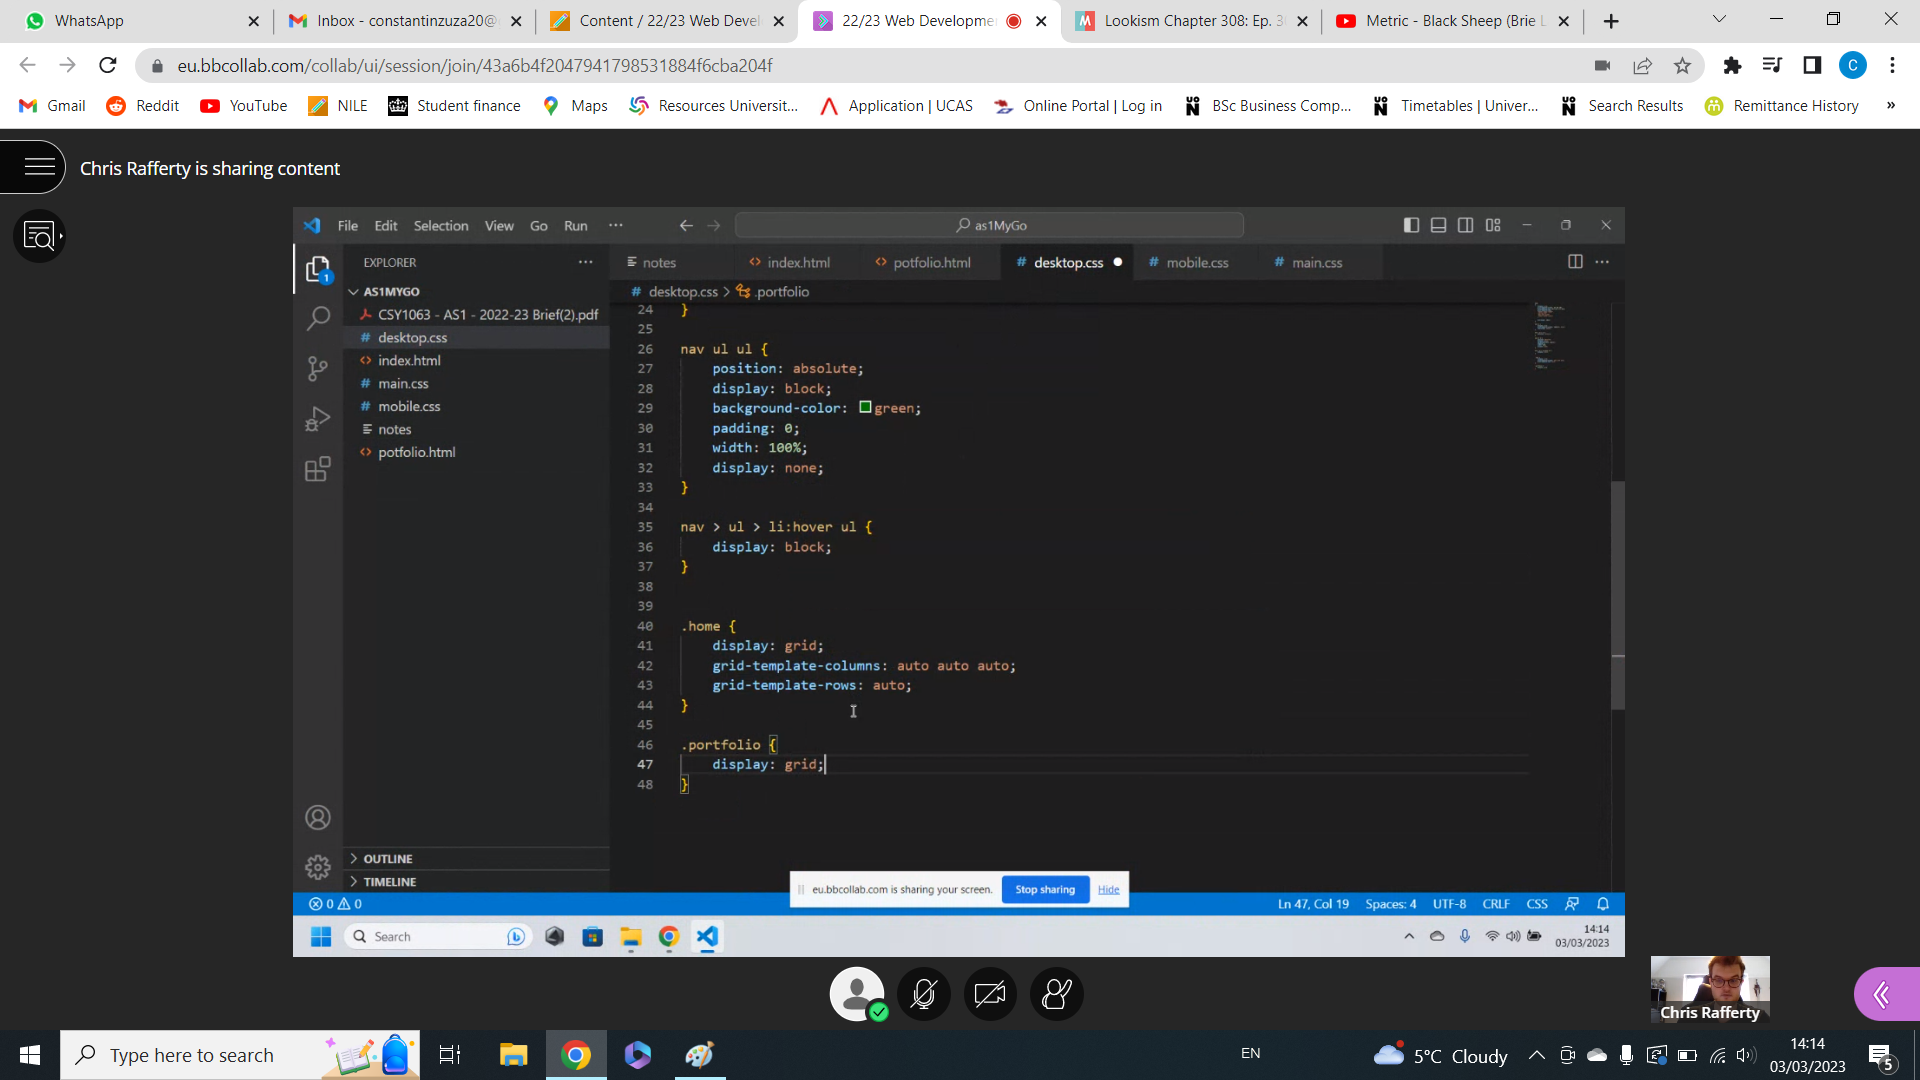 WhatsApp
Inbox - constantinzuza20@
Content / 22/23 Web Devel
22/23 Web Developme
Lookism Chapter 308: Ep. 3
Metric - Black Sheep (Brie L
eu.bbcollab.com/collab/ui/session/join/43a6b4f2047941798531884f6cba204f
C
Gmail
Reddit
YouTube
NILE
Student finance
Maps
Resources Universit...
Application | UCAS
Online Portal | Log in
BSc Business Comp...
Timetables | Univer...
Search Results
Remittance History
»
Chris Rafferty is sharing content
File Edit Selection View Go Run ...
as1MyGo
EXPLORER
notes
index.html
potfolio.html
# desktop.css
# mobile.css
# main.css
# desktop.css > .portfolio
1
AS1MYGO
CSY1063 - AS1 - 2022-23 Brief(2).pdf
# desktop.css
<> index.html
# main.css
# mobile.css
notes
<> potfolio.html
OUTLINE
TIMELINE
24 }
25
26 nav ul ul {
27 position: absolute;
28 display: block;
29 background-color: green;
30 padding: 0;
31 width: 100%;
32 display: none;
33 }
34
35 nav > ul > li:hover ul {
36 display: block;
37 }
38
39
40 .home {
41 display: grid;
42 grid-template-columns: auto auto auto;
43 grid-template-rows: auto;
44 }
45
46 .portfolio {
47 display: grid;
48 }
eu.bbcollab.com is sharing your screen.
Stop sharing
Hide
0 0
Ln 47, Col 19 Spaces: 4 UTF-8 CRLF CSS
Search
14:14
03/03/2023
Chris Rafferty
Type here to search
EN
5°C Cloudy
14:14
03/03/2023
5